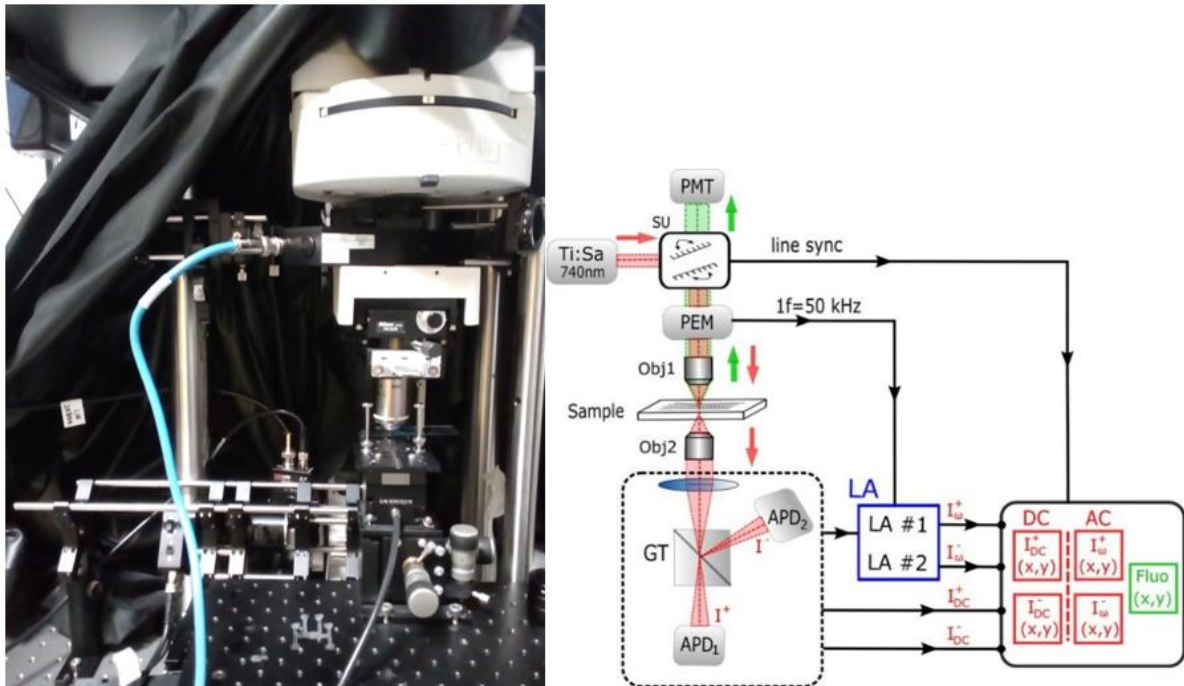 PMT
SU
Ti:Sa
740nm
line sync
PEM
1f=50 kHz
Obj1
Sample
Obj2
LA
LA #1
LA #2
I⁺ω
I⁻ω
I⁺DC
I⁻DC
GT
APD₂
I⁻
I⁺
APD₁
DC
AC
I⁺DC
(x,y)
I⁺ω
(x,y)
Fluo
(x,y)
I⁻DC
(x,y)
I⁻ω
(x,y)